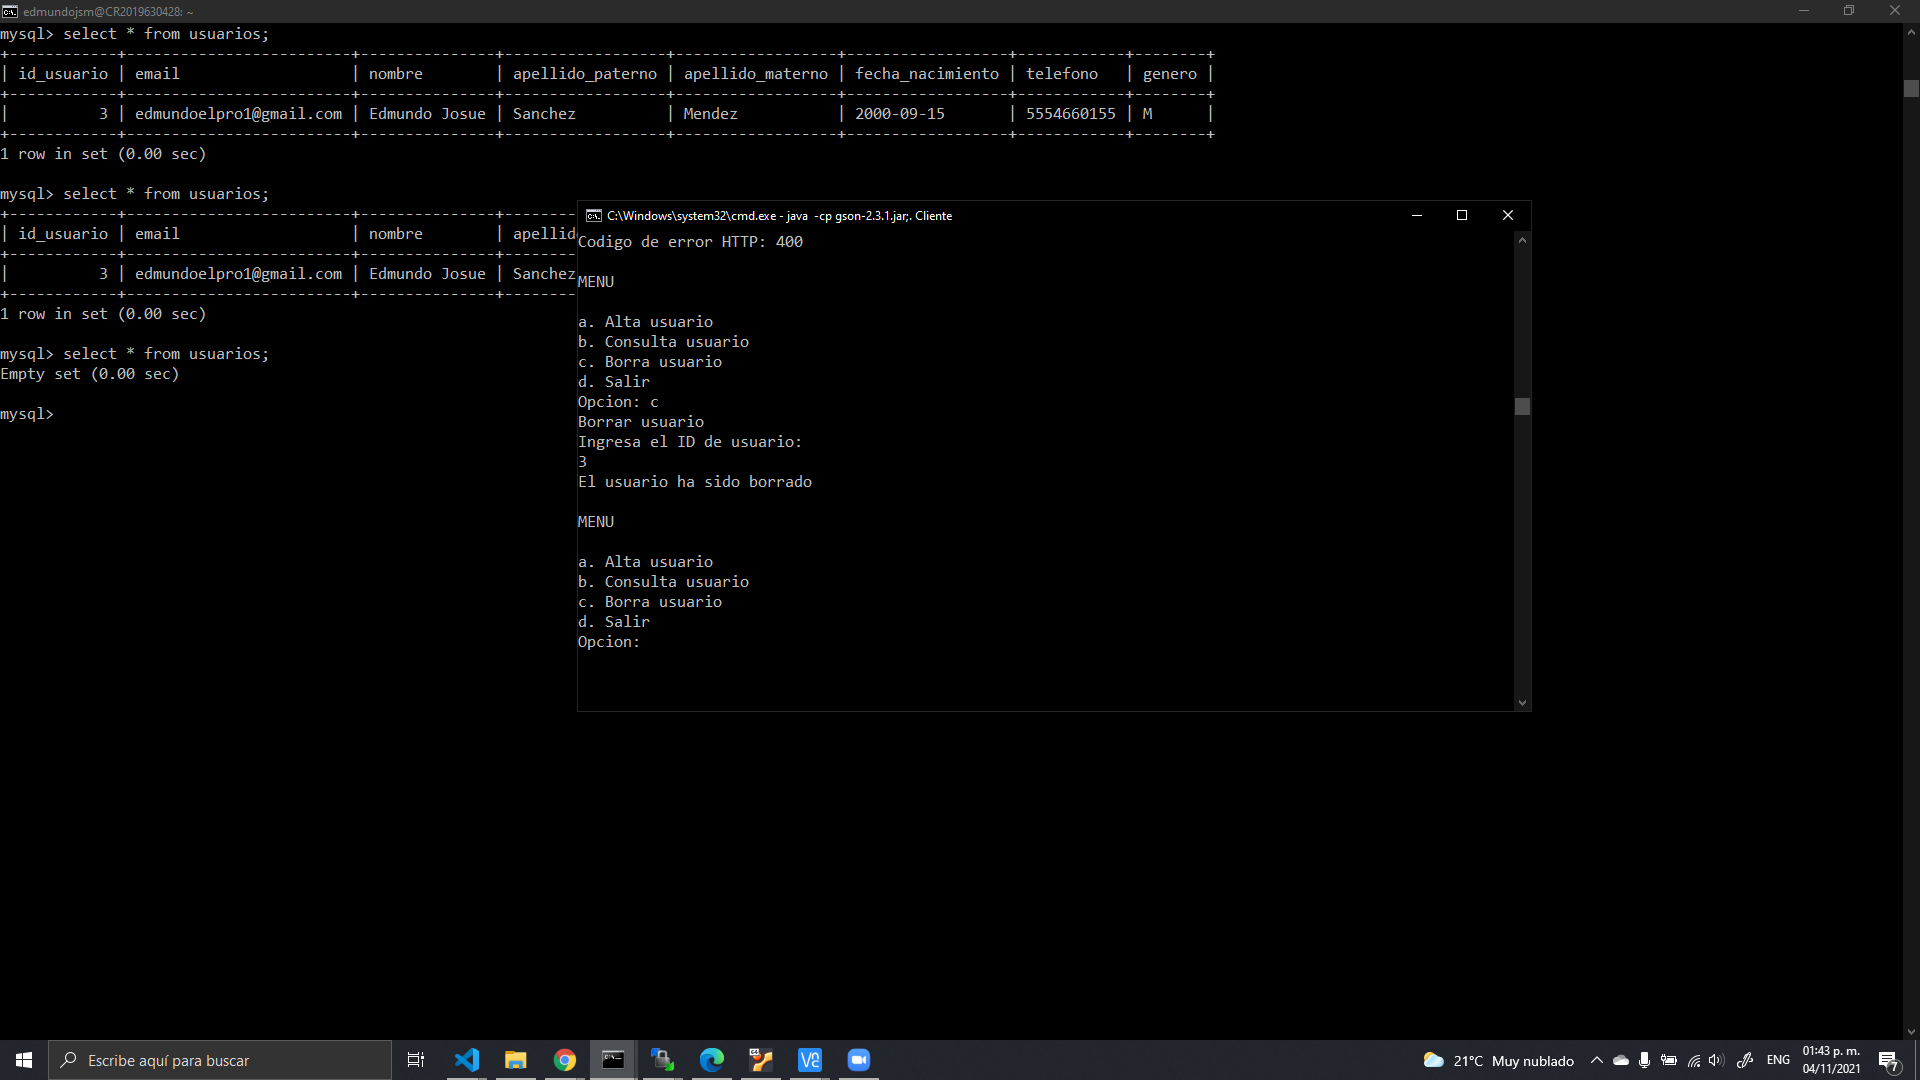 edmundojsm@CR2019630428: ~
mysql> select * from usuarios;
+------------+-------------------------+---------------+------------------+------------------+------------------+------------+--------+
| id_usuario | email                   | nombre        | apellido_paterno | apellido_materno | fecha_nacimiento | telefono   | genero |
+------------+-------------------------+---------------+------------------+------------------+------------------+------------+--------+
|          3 | edmundoelpro1@gmail.com | Edmundo Josue | Sanchez          | Mendez           | 2000-09-15       | 5554660155 | M      |
+------------+-------------------------+---------------+------------------+------------------+------------------+------------+--------+
1 row in set (0.00 sec)
mysql> select * from usuarios;
+------------+-------------------------+---------------+--------
| id_usuario | email                   | nombre        | apellid
+------------+-------------------------+---------------+--------
|          3 | edmundoelpro1@gmail.com | Edmundo Josue | Sanchez
+------------+-------------------------+---------------+--------
1 row in set (0.00 sec)
mysql> select * from usuarios;
Empty set (0.00 sec)
mysql>
C:\Windows\system32\cmd.exe - java  -cp gson-2.3.1.jar;. Cliente
Codigo de error HTTP: 400
MENU
a. Alta usuario
b. Consulta usuario
c. Borra usuario
d. Salir
Opcion: c
Borrar usuario
Ingresa el ID de usuario:
3
El usuario ha sido borrado
MENU
a. Alta usuario
b. Consulta usuario
c. Borra usuario
d. Salir
Opcion:
Escribe aquí para buscar
21°C Muy nublado
ENG
01:43 p. m.
04/11/2021
7